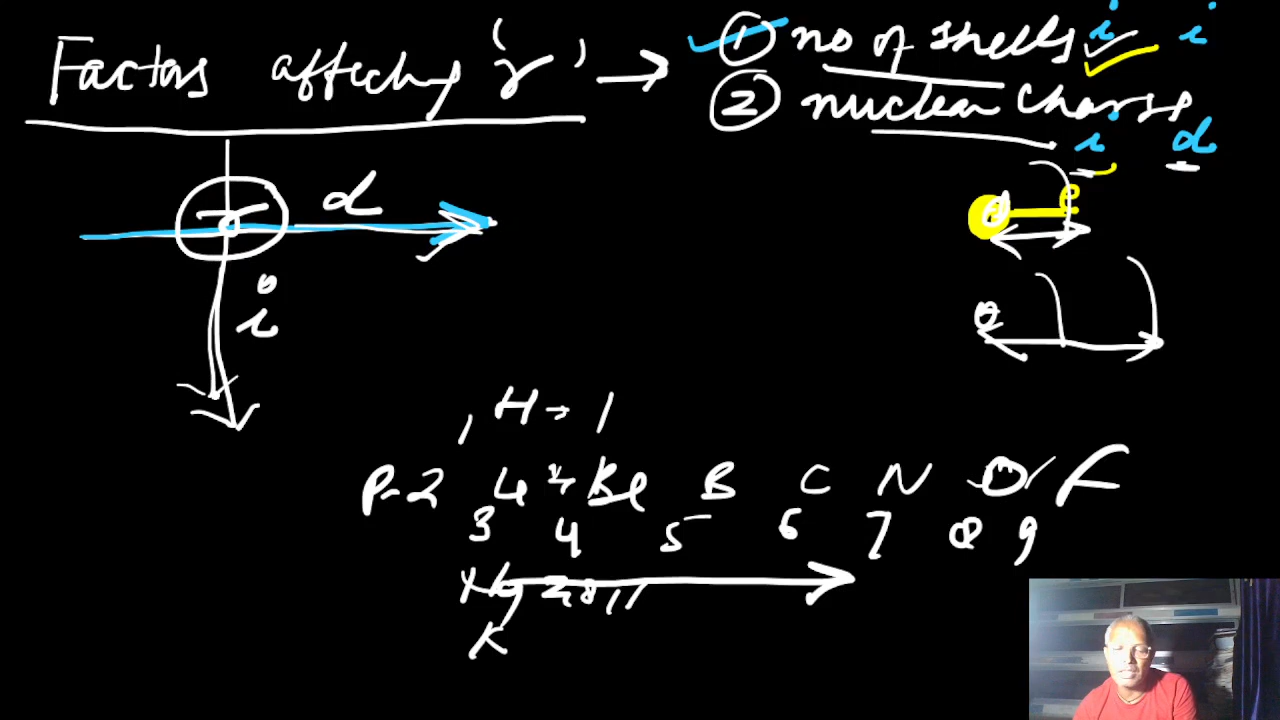 Factors affecting 'r' → ① no of shells i i
② nuclear charge
i d
r d
i
1 H → 1
P-2 Li Be B C N O F
3 4 5 6 7 8 9
K